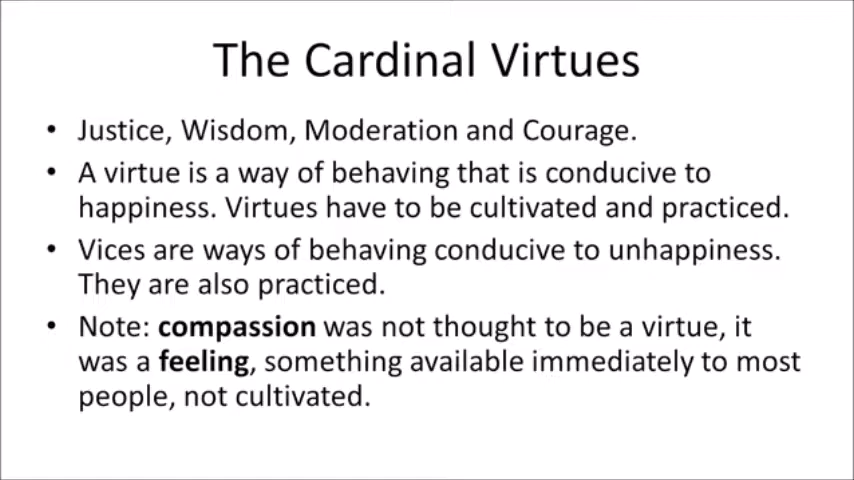 The Cardinal Virtues
• Justice, Wisdom, Moderation and Courage.
• A virtue is a way of behaving that is conducive to
happiness. Virtues have to be cultivated and practiced.
• Vices are ways of behaving conducive to unhappiness.
They are also practiced.
• Note: compassion was not thought to be a virtue, it
was a feeling, something available immediately to most
people, not cultivated.